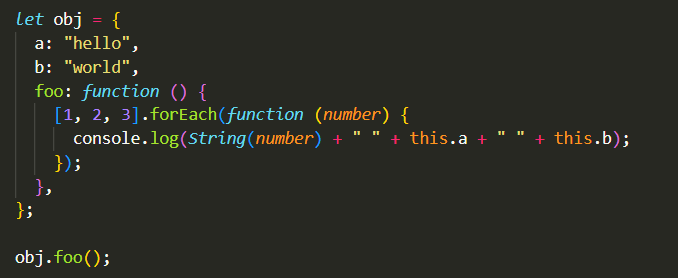 let obj = {
  a: "hello",
  b: "world",
  foo: function () {
    [1, 2, 3].forEach(function (number) {
      console.log(String(number) + " " + this.a + " " + this.b);
    });
  },
};

obj.foo();